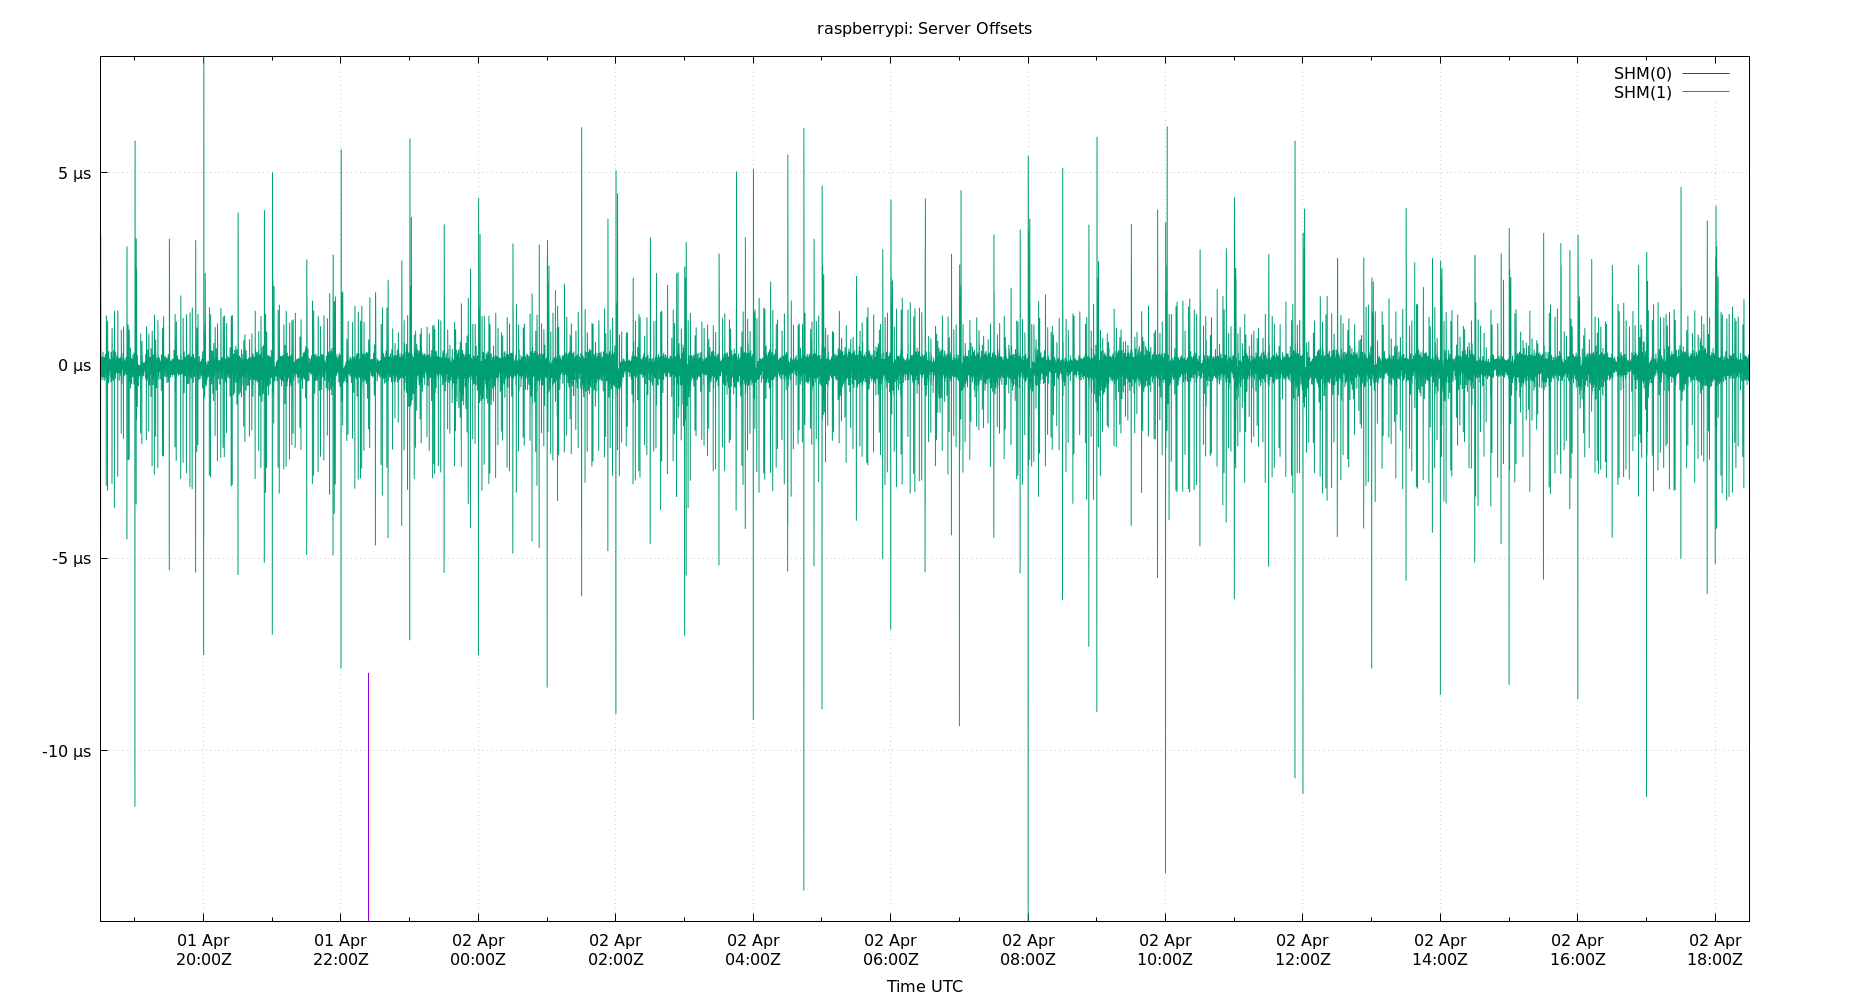 raspberrypi: Server Offsets
SHM(0)
SHM(1)
5 µs
0 µs
-5 µs
-10 µs
01 Apr 01 Apr 02 Apr 02 Apr 02 Apr 02 Apr 02 Apr 02 Apr 02 Apr 02 Apr 02 Apr 02 Apr
20:00Z 22:00Z 00:00Z 02:00Z 04:00Z 06:00Z 08:00Z 10:00Z 12:00Z 14:00Z 16:00Z 18:00Z
Time UTC